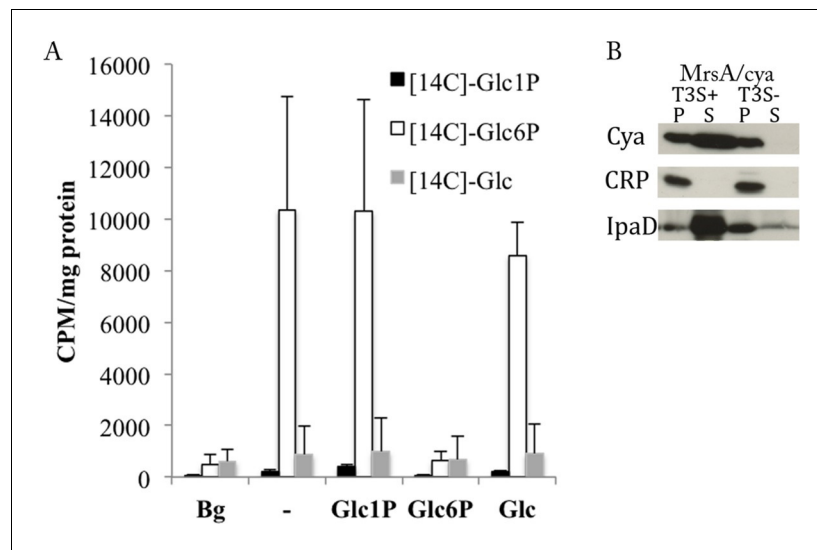 A
CPM/mg protein
16000
14000
12000
10000
8000
6000
4000
2000
0
[14C]-Glc1P
[14C]-Glc6P
[14C]-Glc
Bg - Glc1P Glc6P Glc
B
MrsA/cya
T3S+ T3S-
P S P S
Cya
CRP
IpaD